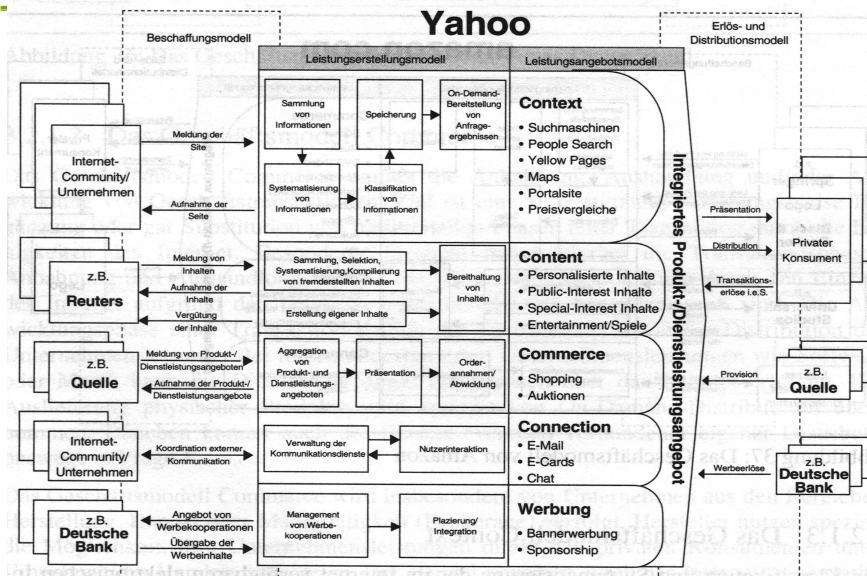 Yahoo
Beschaffungsmodell
Erlös- und
Distributionsmodell
Leistungserstellungsmodell
Leistungsangebotsmodell
Internet-
Community/
Unternehmen
Meldung der
Site
Aufnahme der
Seite
Sammlung
von
Informationen
Speicherung
On-Demand-
Bereitstellung
von
Anfrage-
ergebnissen
Systematisierung
von
Informationen
Klassifikation
von
Informationen
Context
• Suchmaschinen
• People Search
• Yellow Pages
• Maps
• Portalsite
• Preisvergleiche
z.B.
Reuters
Meldung von
Inhalten
Aufnahme der
Inhalte
Vergütung
der Inhalte
Sammlung, Selektion,
Systematisierung,Kompilierung
von fremderstellten Inhalten
Erstellung eigener Inhalte
Bereithaltung
von
Inhalten
Content
• Personalisierte Inhalte
• Public-Interest Inhalte
• Special-Interest Inhalte
• Entertainment/Spiele
z.B.
Quelle
Meldung von Produkt-/
Dienstleistungsangeboten
Aufnahme der Produkt-/
Dienstleistungsangebote
Aggregation
von
Produkt- und
Dienstleistungs-
angeboten
Präsentation
Order-
annahmen/
Abwicklung
Commerce
• Shopping
• Auktionen
Internet-
Community/
Unternehmen
Koordination externer
Kommunikation
Verwaltung der
Kommunikationsdienste
Nutzerinteraktion
Connection
• E-Mail
• E-Cards
• Chat
z.B.
Deutsche
Bank
Angebot von
Werbekooperationen
Übergabe der
Werbeinhalte
Management
von Werbe-
kooperationen
Plazierung/
Integration
Werbung
• Bannerwerbung
• Sponsorship
Integriertes Produkt-/Dienstleistungsangebot
Präsentation
Distribution
Transaktions-
erlöse i.e.S.
Privater
Konsument
Provision
z.B.
Quelle
Werbeerlöse
z.B.
Deutsche
Bank